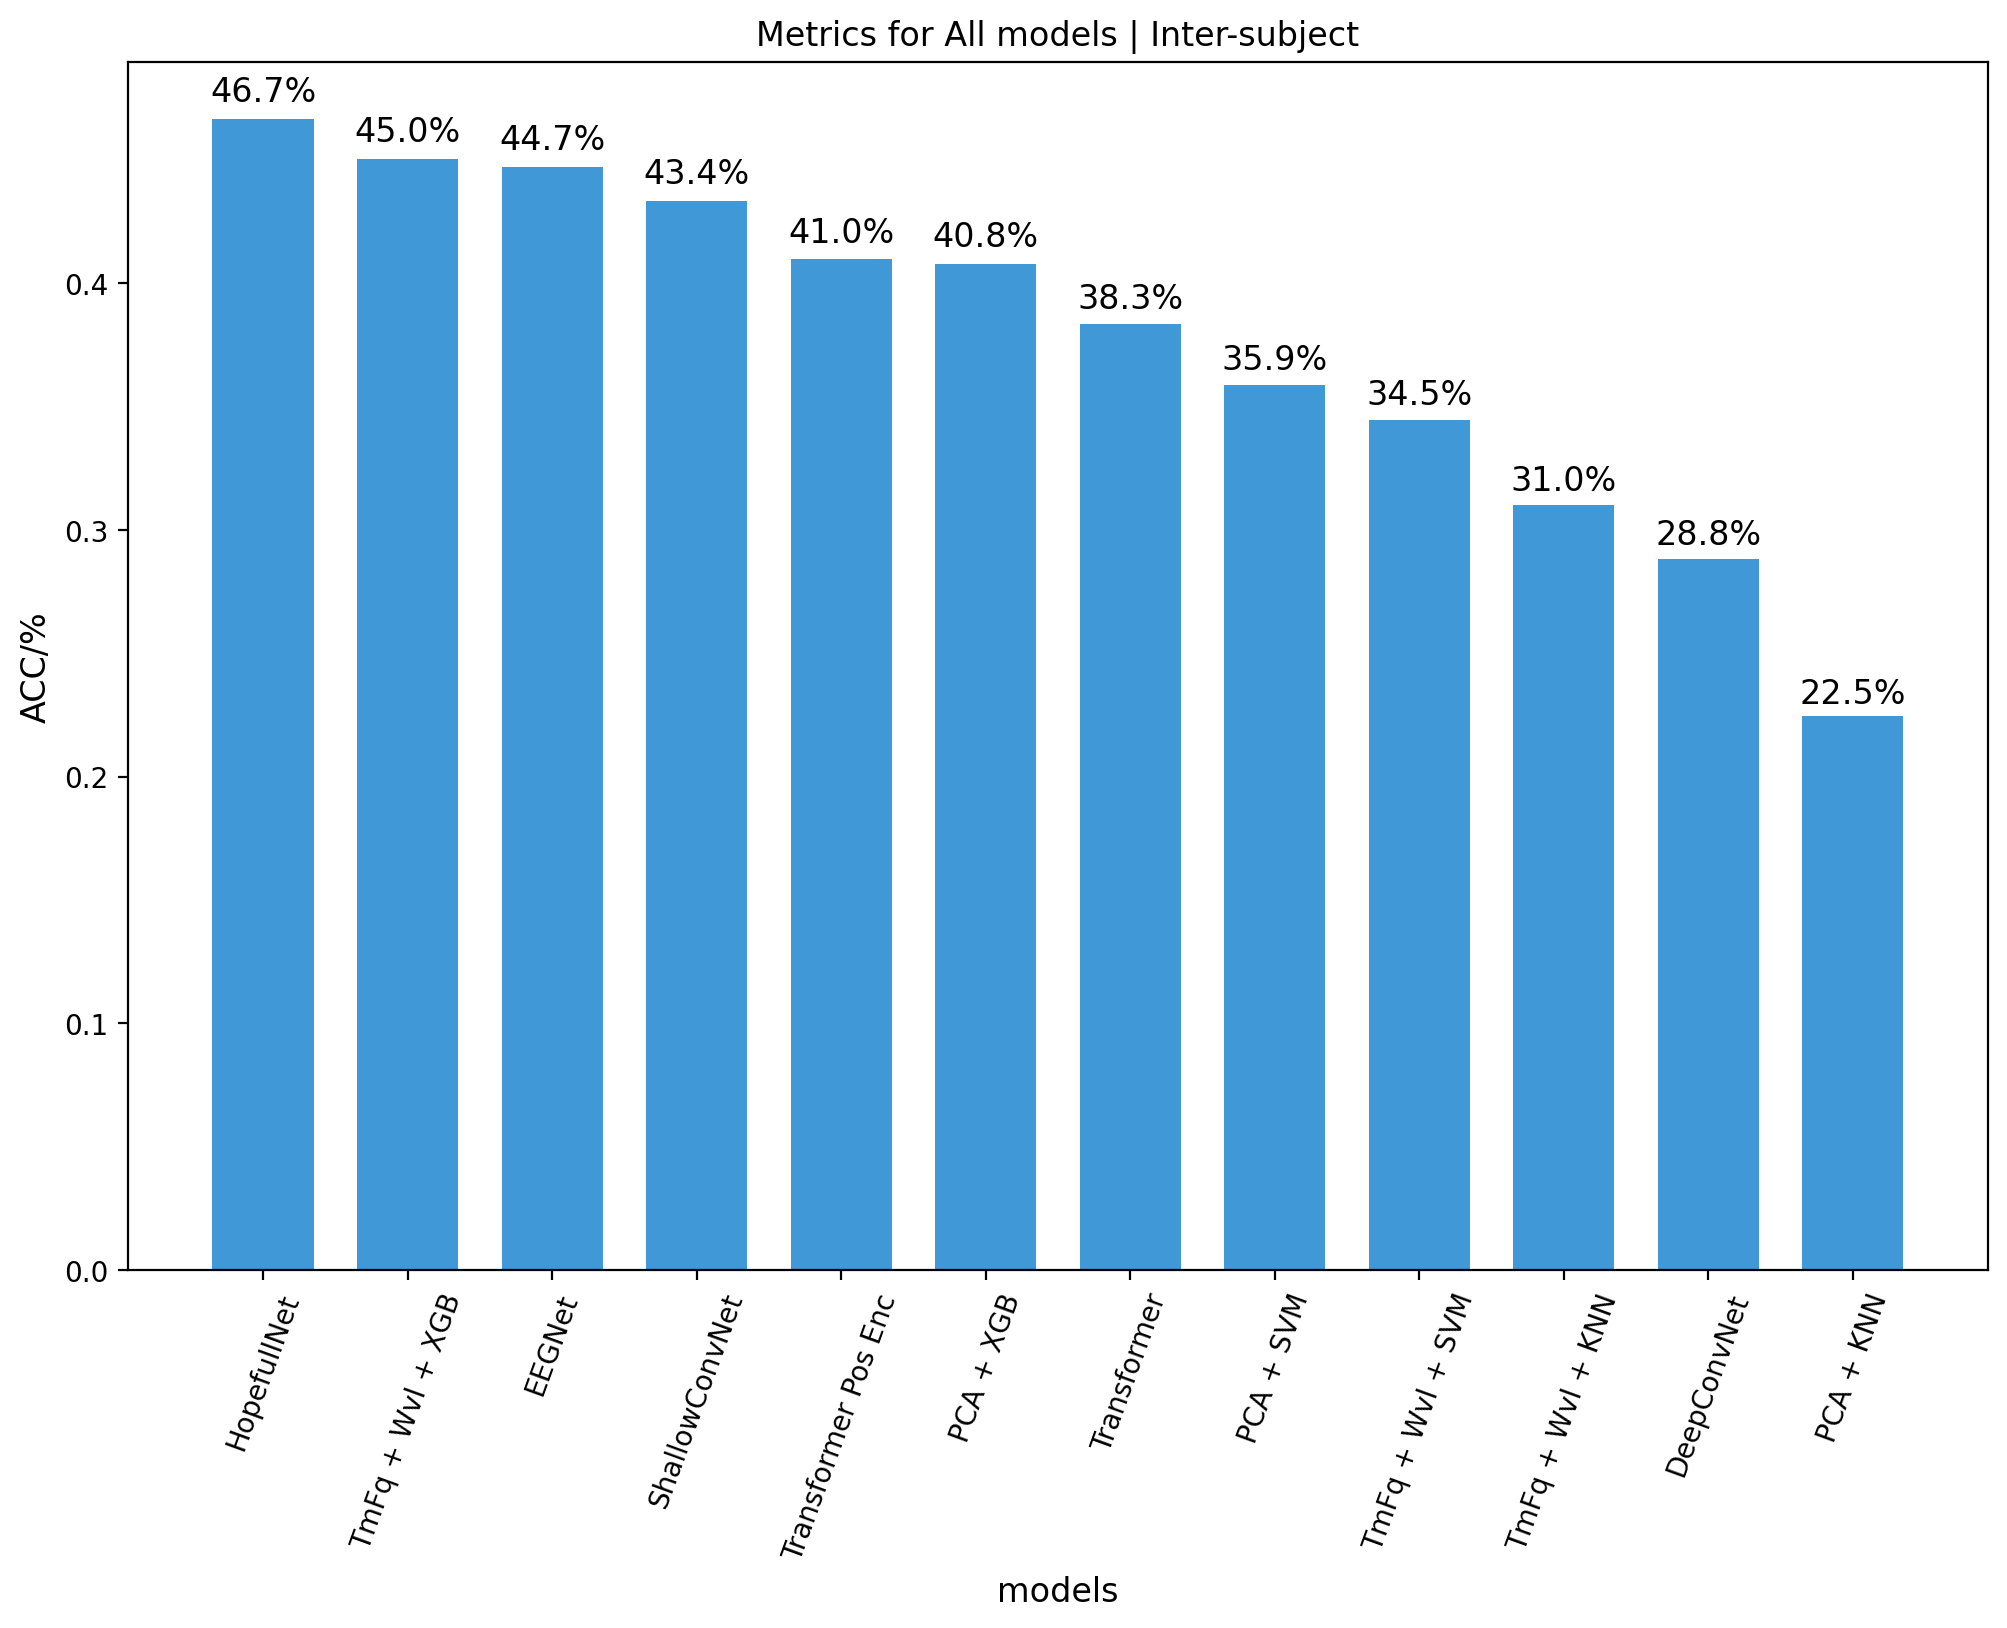 Metrics for All models | Inter-subject
46.7%
45.0%
44.7%
43.4%
41.0%
40.8%
38.3%
35.9%
34.5%
31.0%
28.8%
22.5%
ACC/%
0.4
0.3
0.2
0.1
0.0
HopefullNet
TmFq + Wvl + XGB
EEGNet
ShallowConvNet
Transformer Pos Enc
PCA + XGB
Transformer
PCA + SVM
TmFq + Wvl + SVM
TmFq + Wvl + KNN
DeepConvNet
PCA + KNN
models